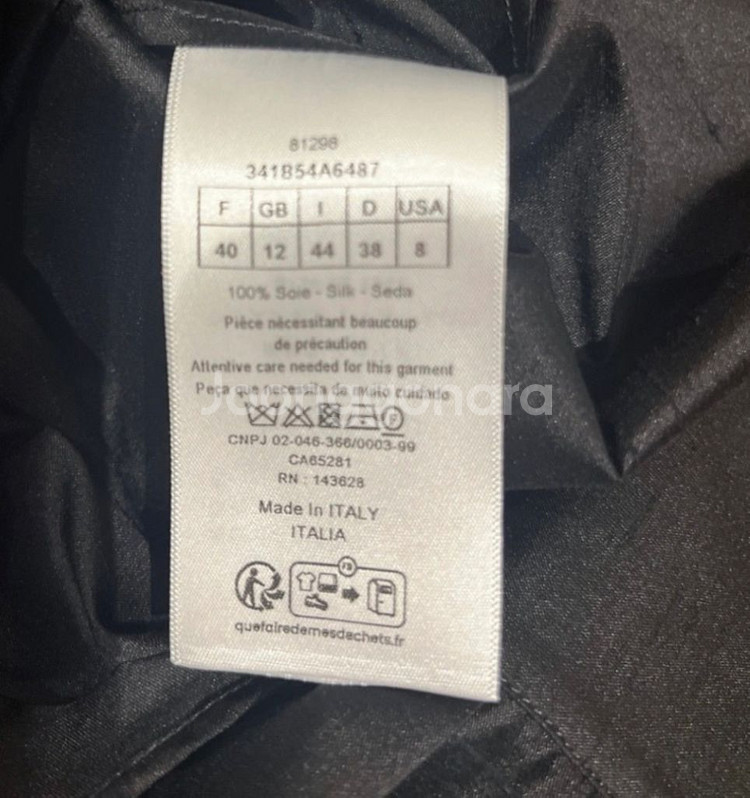 81298
341B54A6487
F GB I D USA
40 12 44 38 8
100% Soie - Silk - Seda
Pièce nécessitant beaucoup
de précaution
Attentive care needed for this garment
Peça que necessita de muito cuidado
Joonggonara
P
CNPJ 02-046-366/0003-99
CA65281
RN : 143628
Made In ITALY
ITALIA
FR
quefairedemesdechets.fr